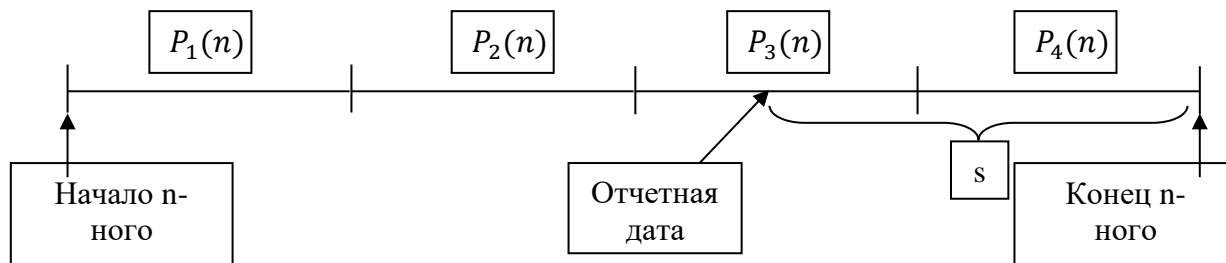 P₁(n) P₂(n) P₃(n) P₄(n)
s
Начало n-
ного
Отчетная
дата
Конец n-
ного